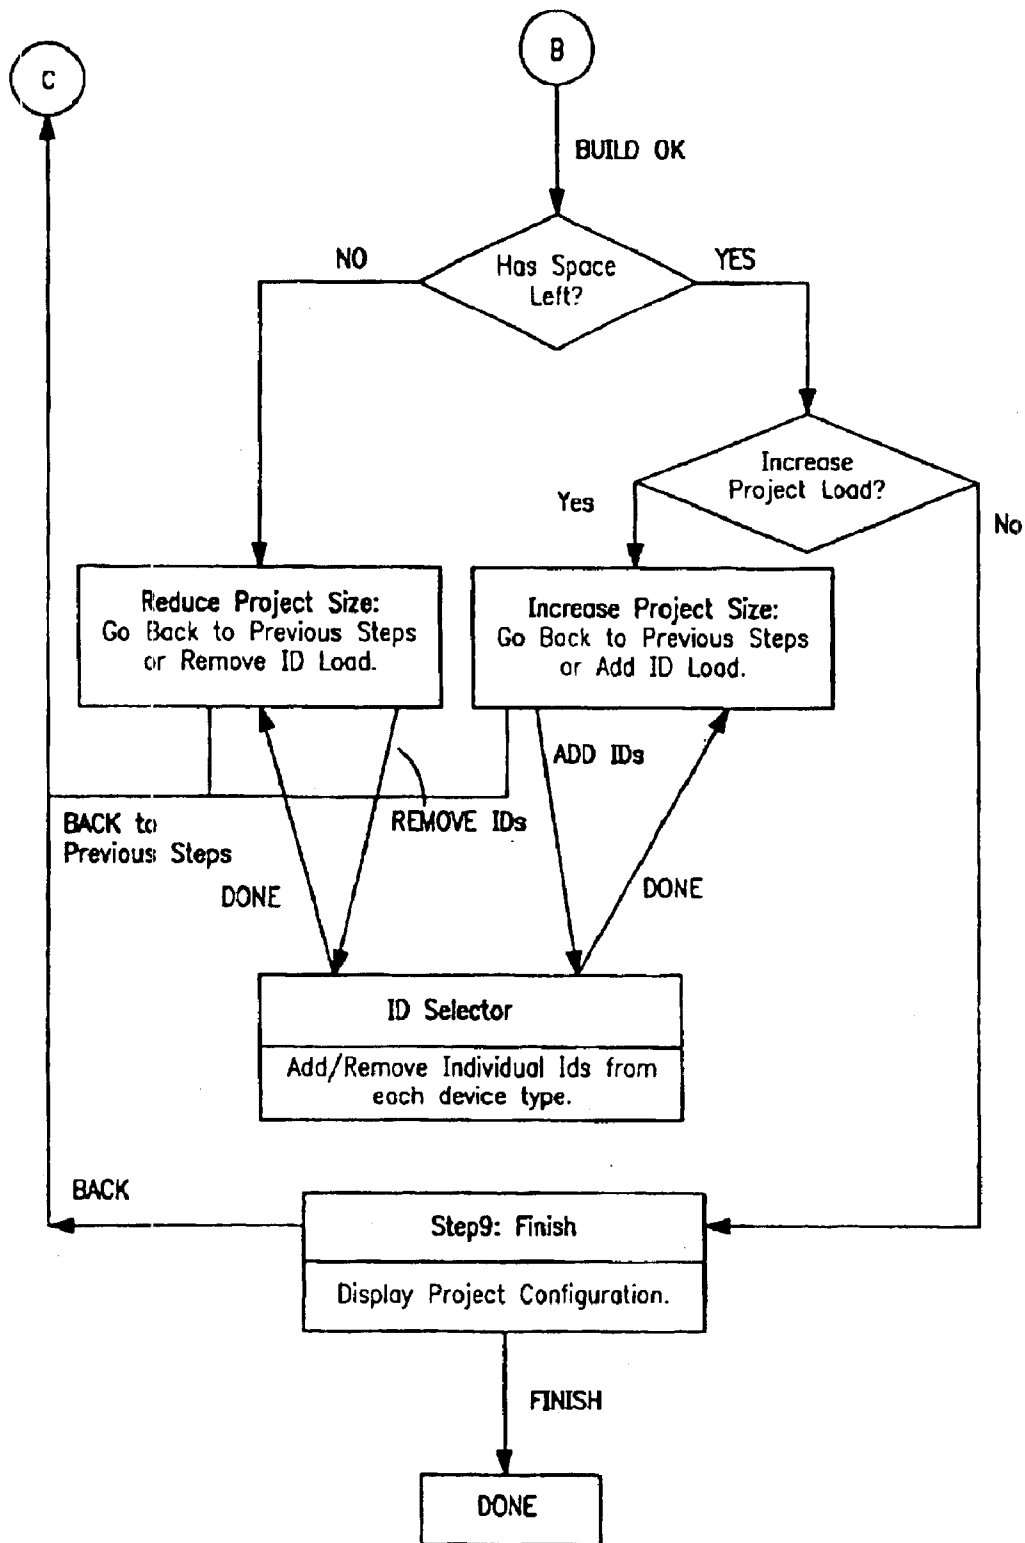 C
B
BUILD OK
NO
Has Space
Left?
YES
Increase
Project Load?
Yes
No
Reduce Project Size:
Go Back to Previous Steps
or Remove ID Load.
Increase Project Size:
Go Back to Previous Steps
or Add ID Load.
ADD IDs
REMOVE IDs
BACK to
Previous Steps
DONE
DONE
ID Selector
Add/Remove Individual Ids from
each device type.
BACK
Step9: Finish
Display Project Configuration.
FINISH
DONE